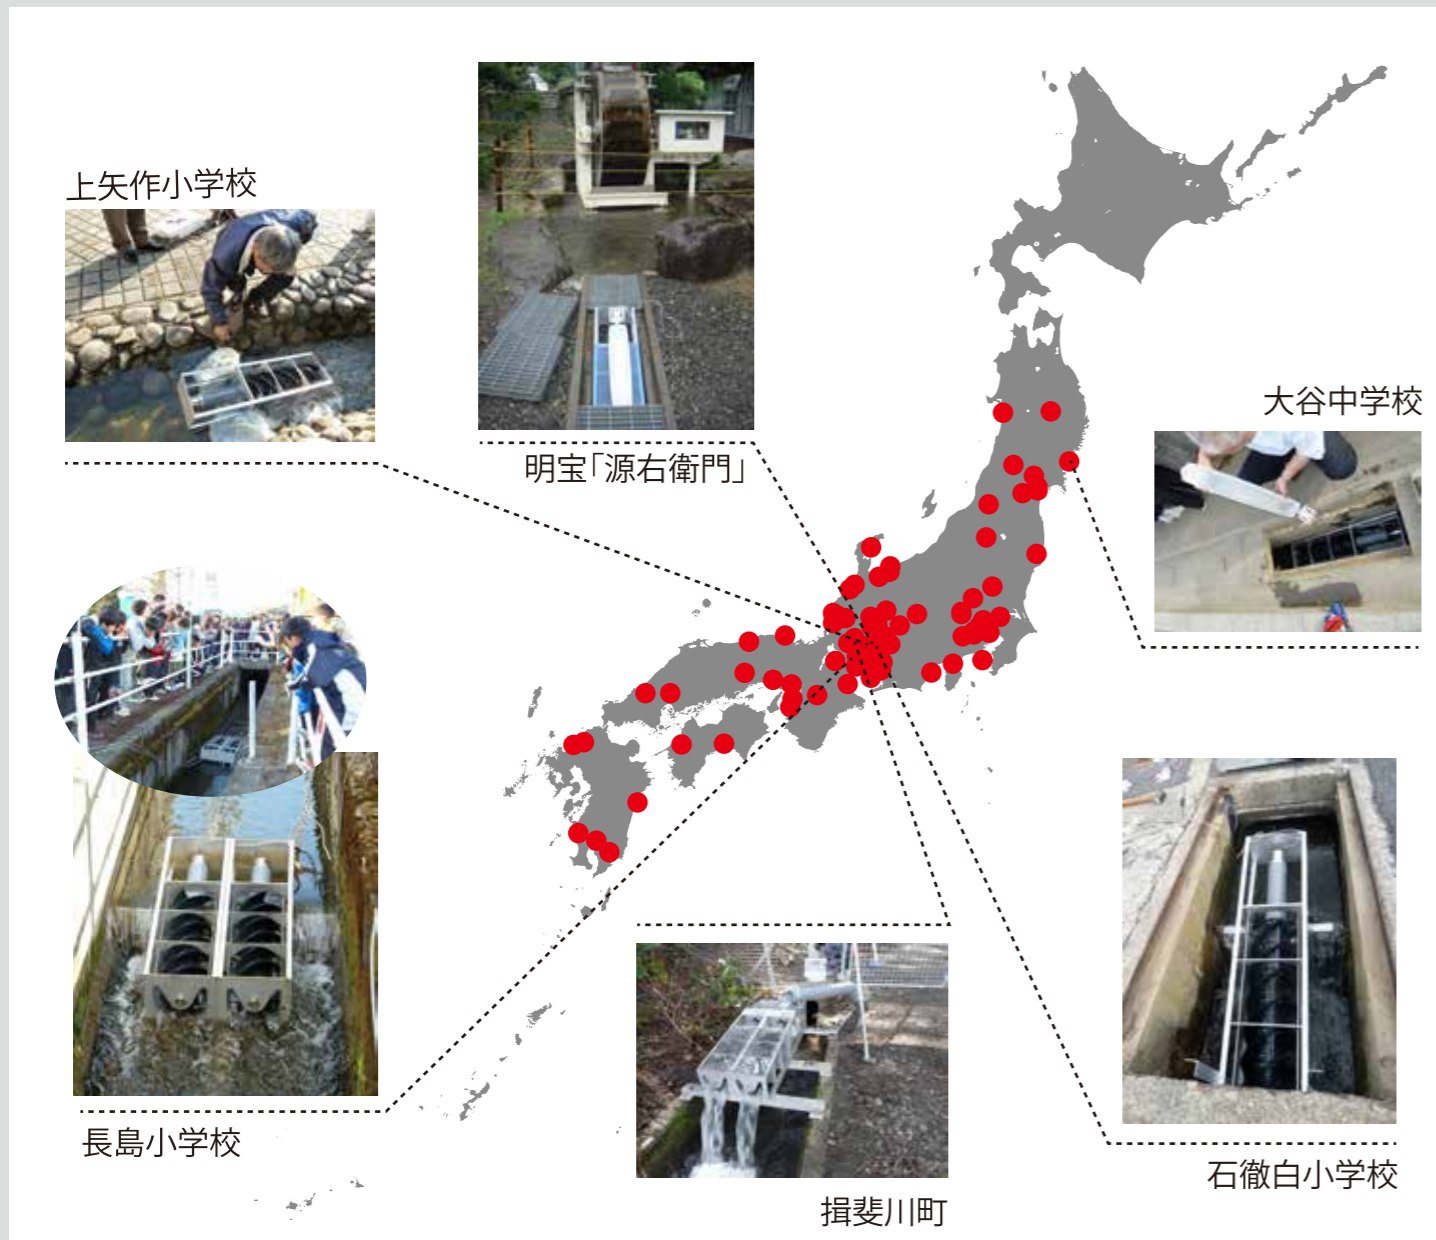 上矢作小学校
明宝「源右衛門」
大谷中学校
長島小学校
揖斐川町
石徹白小学校